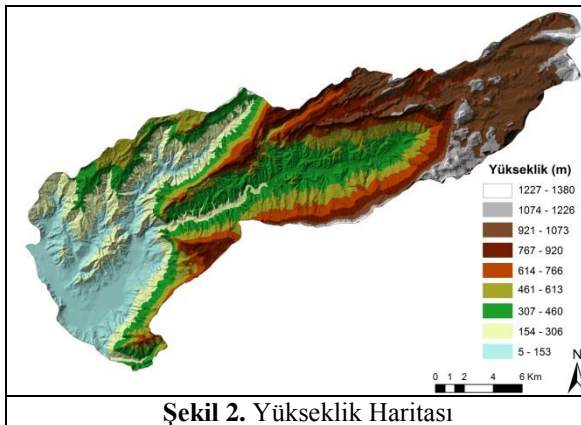 Yükseklik (m)
1227 - 1380
1074 - 1226
921 - 1073
767 - 920
614 - 766
461 - 613
307 - 460
154 - 306
5 - 153
N
0 1 2 4 6 Km
Şekil 2. Yükseklik Haritası